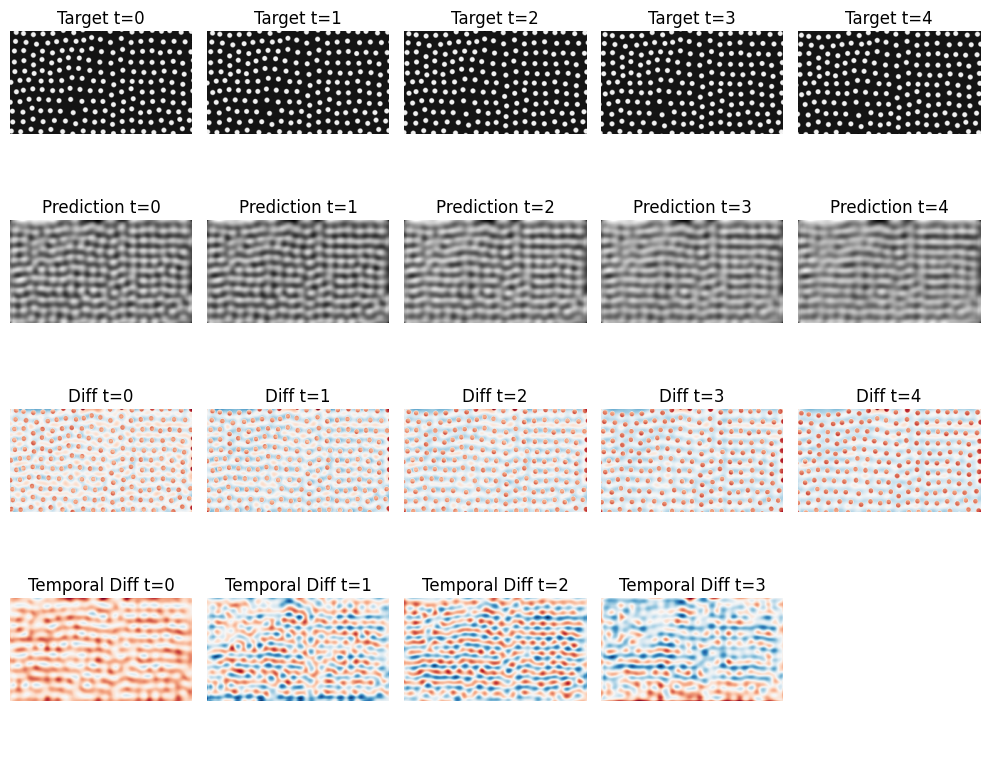 Target t=0 Target t=1 Target t=2 Target t=3 Target t=4
Prediction t=0 Prediction t=1 Prediction t=2 Prediction t=3 Prediction t=4
Diff t=0 Diff t=1 Diff t=2 Diff t=3 Diff t=4
Temporal Diff t=0 Temporal Diff t=1 Temporal Diff t=2 Temporal Diff t=3